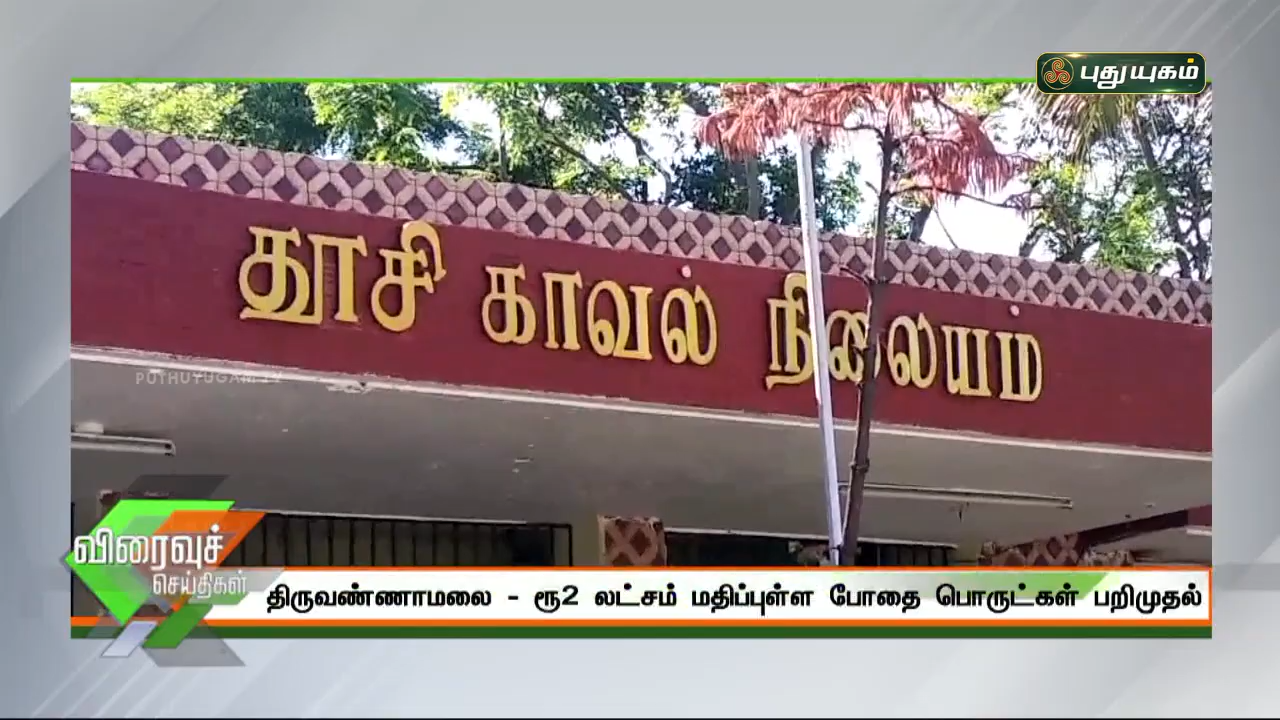 புதுயுகம்
தூசி காவல் நிலையம்
PUTHUYUGAM TV
விரைவுச்
செய்திகள்
திருவண்ணாமலை - ரூ2 லட்சம் மதிப்புள்ள போதை பொருட்கள் பறிமுதல்